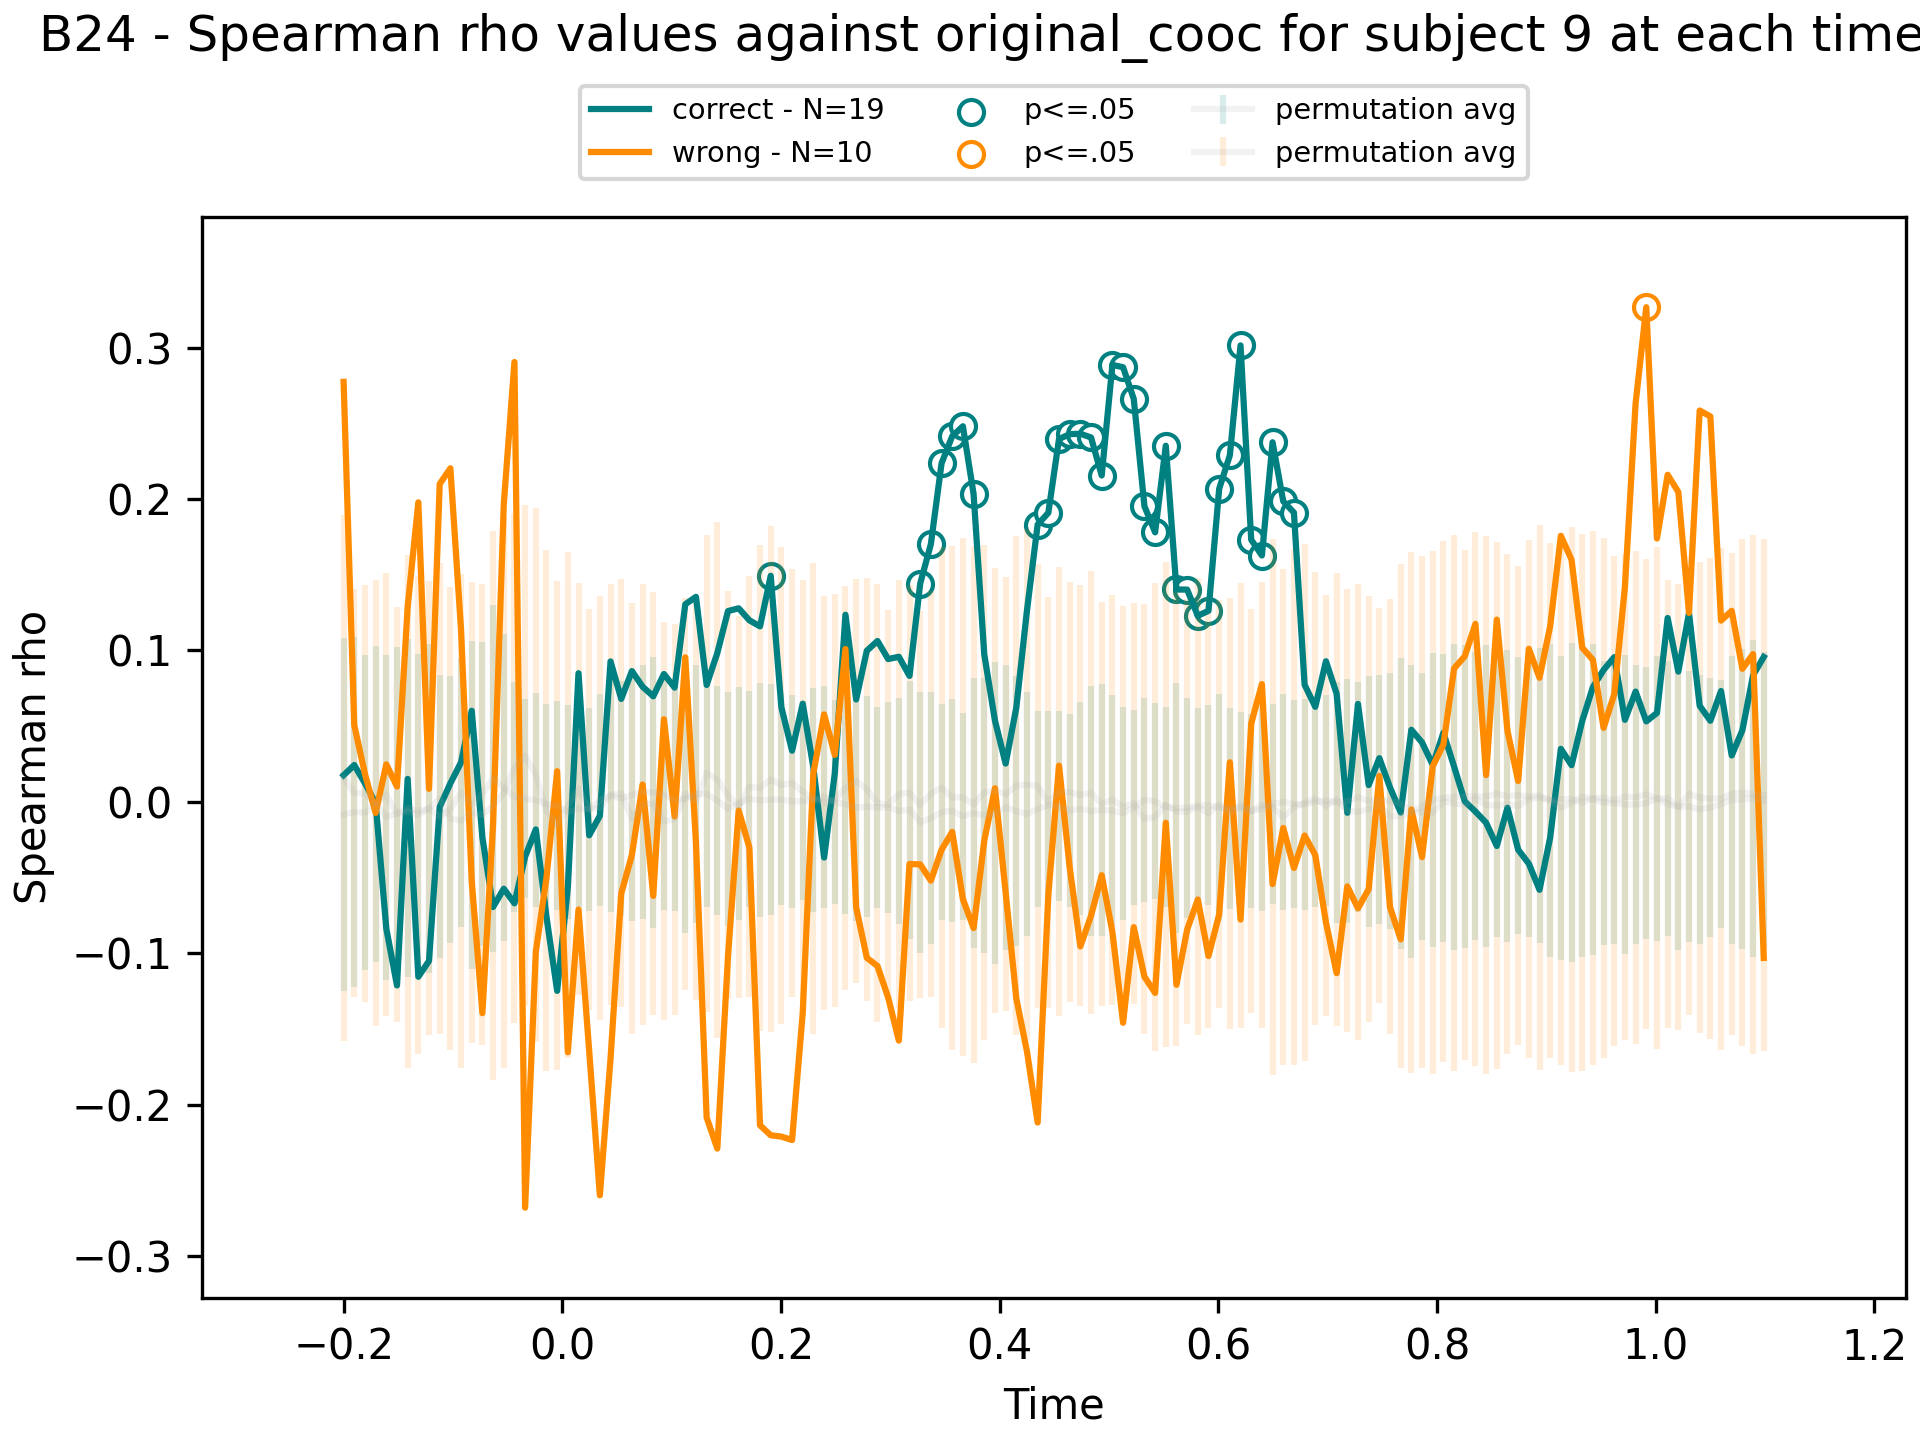 B24 - Spearman rho values against original_cooc for subject 9 at each time
correct - N=19
wrong - N=10
p<=.05
p<=.05
permutation avg
permutation avg
Spearman rho
0.3
0.2
0.1
0.0
−0.1
−0.2
−0.3
−0.2
0.0
0.2
0.4
0.6
0.8
1.0
1.2
Time